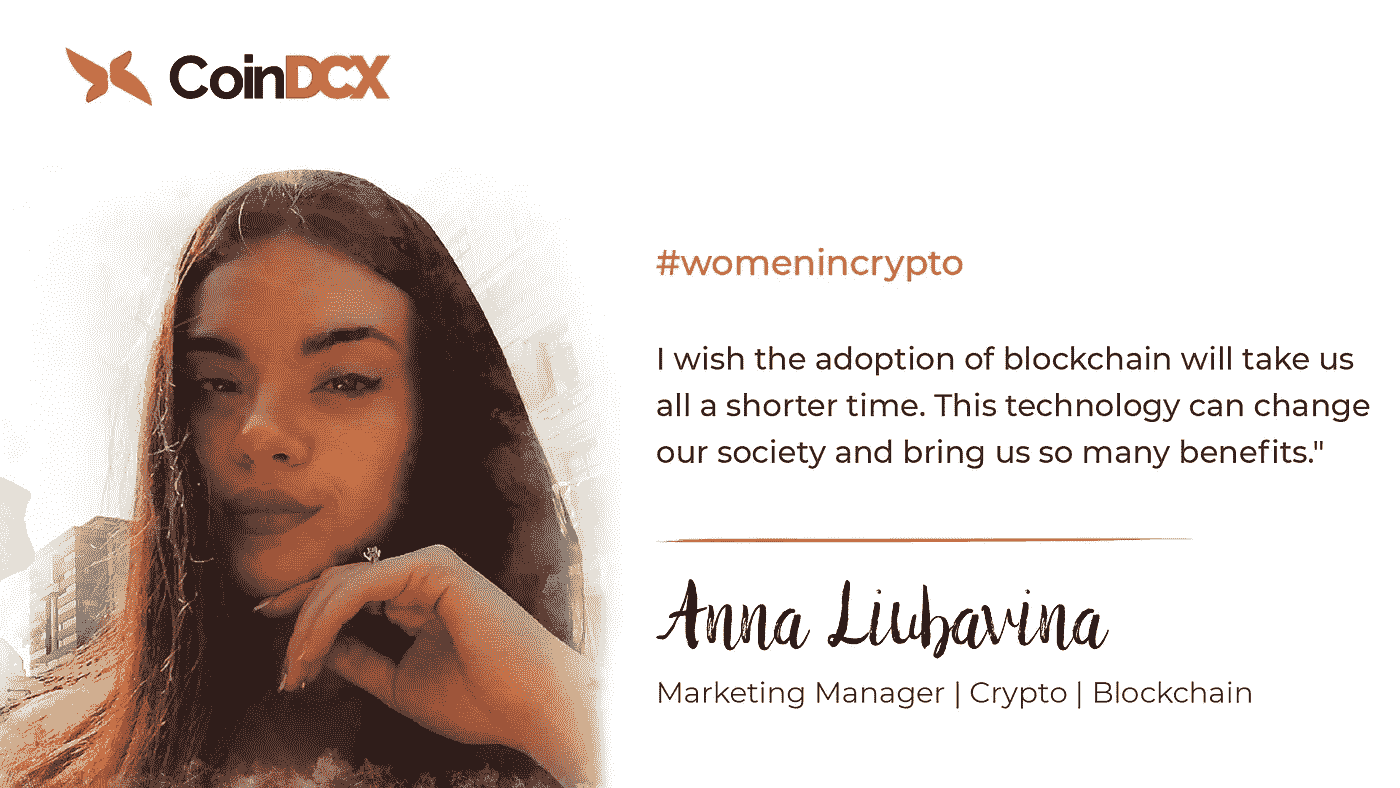 CoinDCX
#womenincrypto
I wish the adoption of blockchain will take us
all a shorter time. This technology can change
our society and bring us so many benefits."
Anna Liubavina
Marketing Manager | Crypto | Blockchain